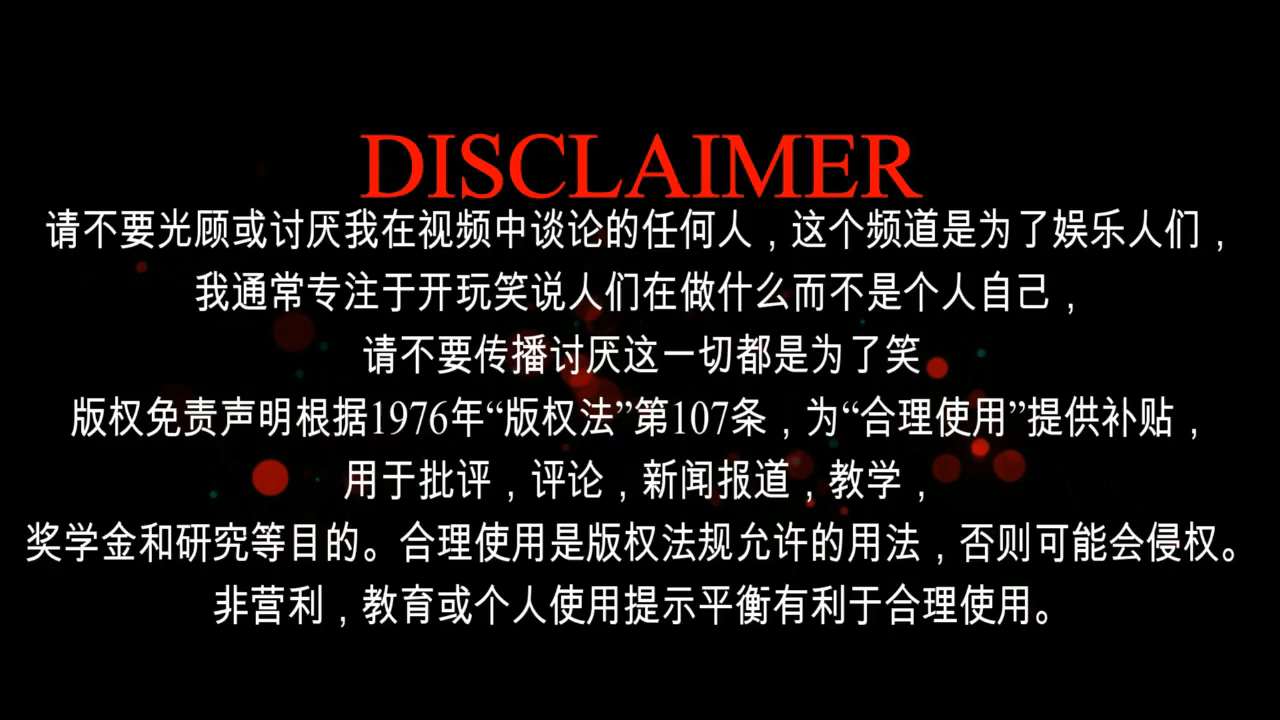 DISCLAIMER
请不要光顾或讨厌我在视频中谈论的任何人，这个频道是为了娱乐人们，
我通常专注于开玩笑说人们在做什么而不是个人自己，
请不要传播讨厌这一切都是为了笑
版权免责声明根据1976年“版权法”第107条，为“合理使用”提供补贴，
用于批评，评论，新闻报道，教学，
奖学金和研究等目的。合理使用是版权法规允许的用法，否则可能会侵权。
非营利，教育或个人使用提示平衡有利于合理使用。